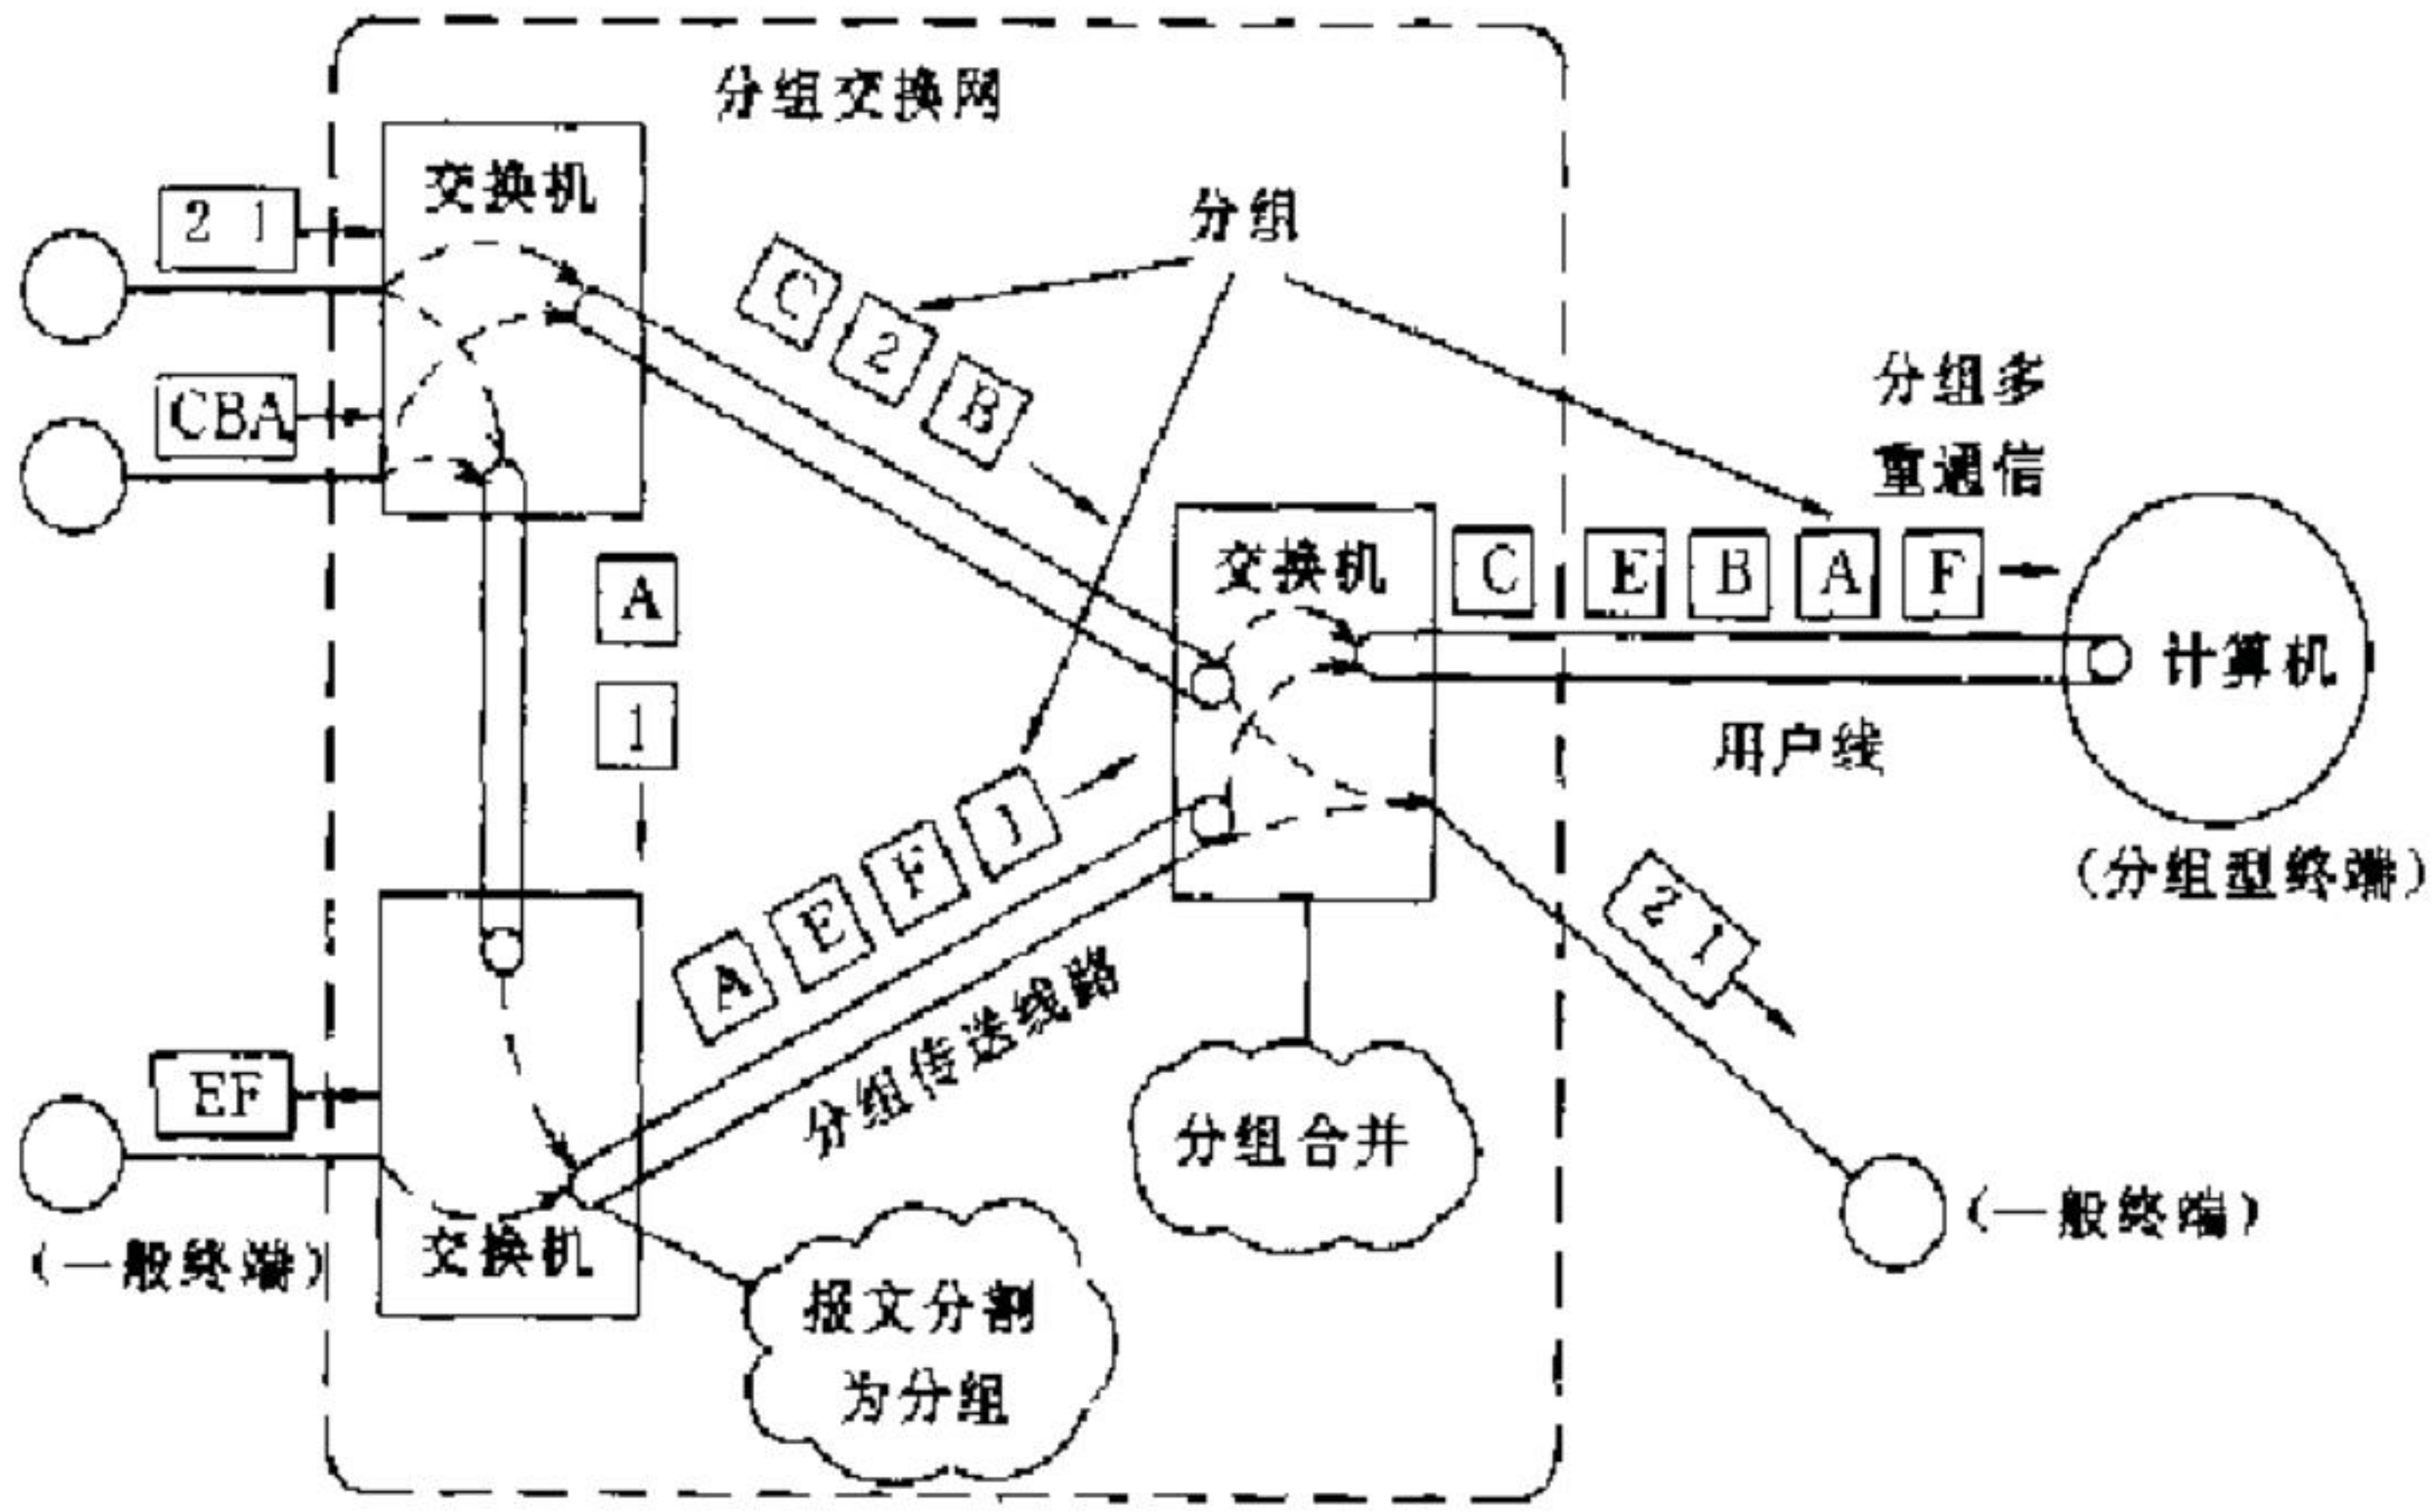 分组交换网
交换机
2 1
分组
C
2
B
CBA
分组多
重通信
A
1
交换机
C E B A F
计算机
用户线
(分组型终端)
A
E
F
J
分组传送线路
2 1
EF
分组合并
(一般终端)
交换机
(一般终端)
报文分割
为分组